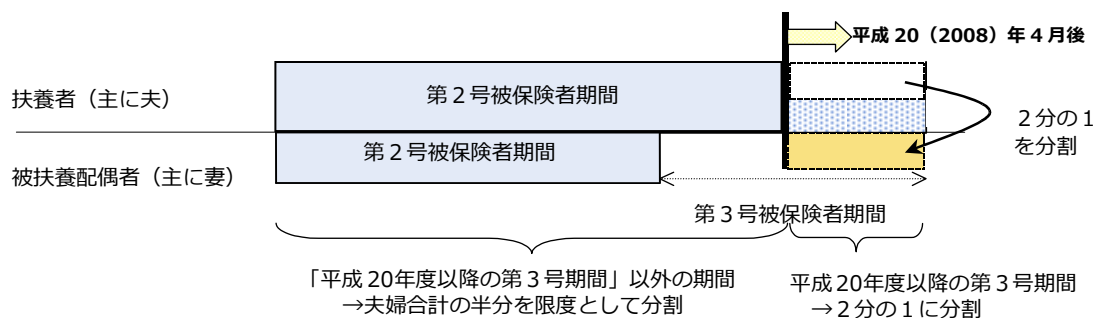 平成 20（2008）年４月後
扶養者（主に夫）
第２号被保険者期間
２分の１
を分割
第２号被保険者期間
被扶養配偶者（主に妻）
第３号被保険者期間
「平成 20年度以降の第３号期間」以外の期間
→夫婦合計の半分を限度として分割
平成 20年度以降の第３号期間
→２分の１に分割